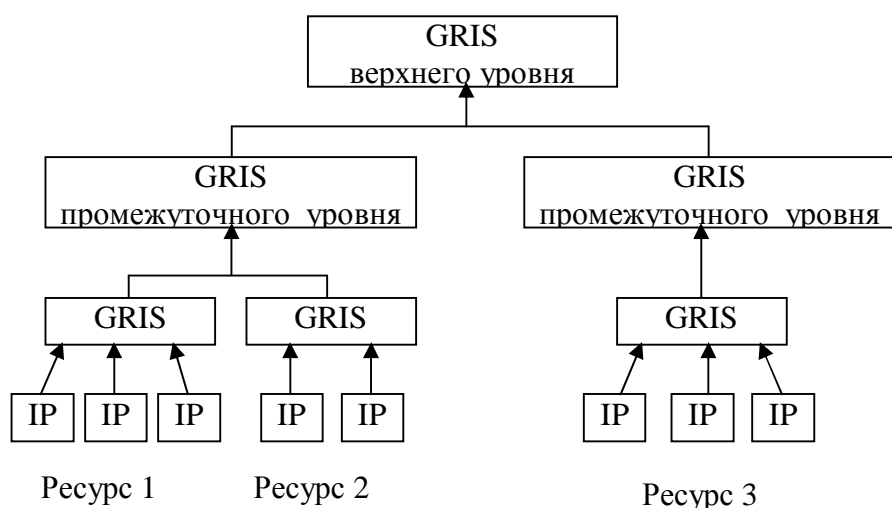 GRIS
верхнего уровня
GRIS
промежуточного уровня
GRIS
промежуточного уровня
GRIS
GRIS
GRIS
IP
IP
IP
IP
IP
IP
IP
IP
Ресурс 1
Ресурс 2
Ресурс 3